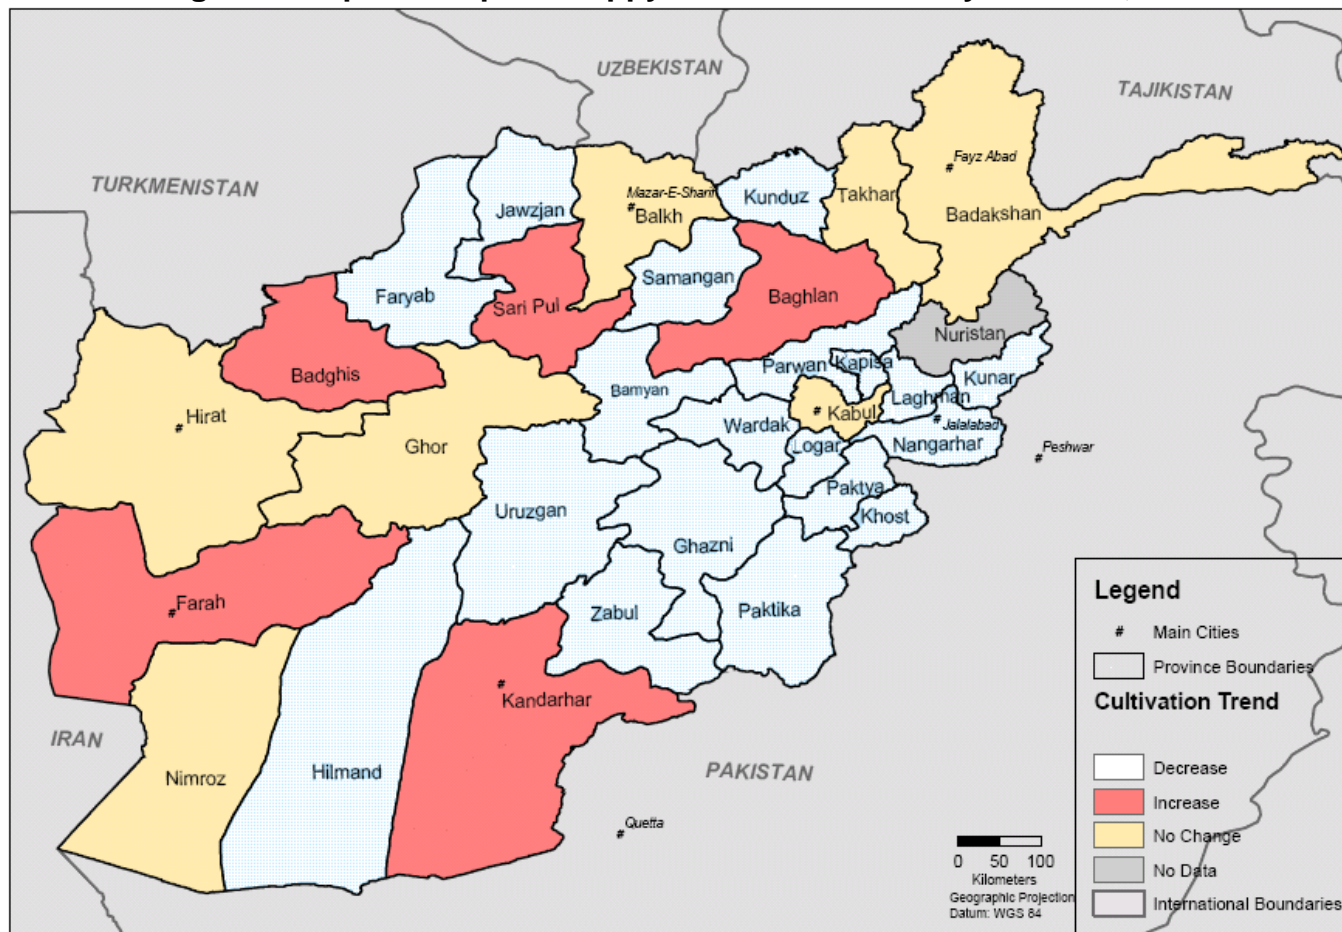 UZBEKISTAN
TAJIKISTAN
TURKMENISTAN
Fayz Abad
Mazar-E-Sharif
Kunduz
Takhar
Jawzjan
Balkh
Badakshan
Samangan
Faryab
Sari Pul
Baghlan
Nuristan
Badghis
Parwan
Kapisa
Bamyan
Kunar
Laghman
Hirat
Kabul
Wardak
Jalalabad
Ghor
Logar
Nangarhar
Peshwar
Paktya
Uruzgan
Khost
Ghazni
Farah
Zabul
Paktika
Kandarhar
IRAN
Nimroz
Hilmand
PAKISTAN
Quetta
0 50 100
Kilometers
Geographic Projection
Datum: WGS 84
Legend
# Main Cities
Province Boundaries
Cultivation Trend
Decrease
Increase
No Change
No Data
International Boundaries